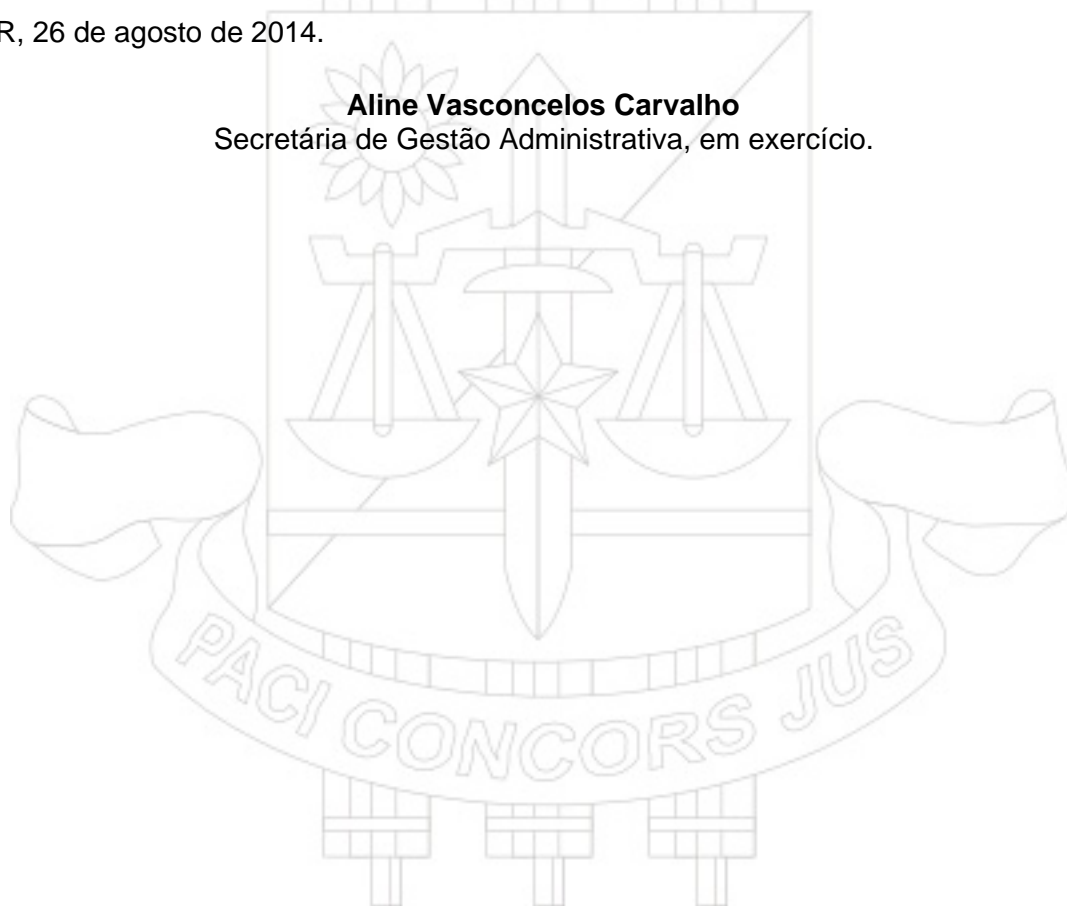 R, 26 de agosto de 2014.
Aline Vasconcelos Carvalho
Secretária de Gestão Administrativa, em exercício.
PACI CONCORS JUS